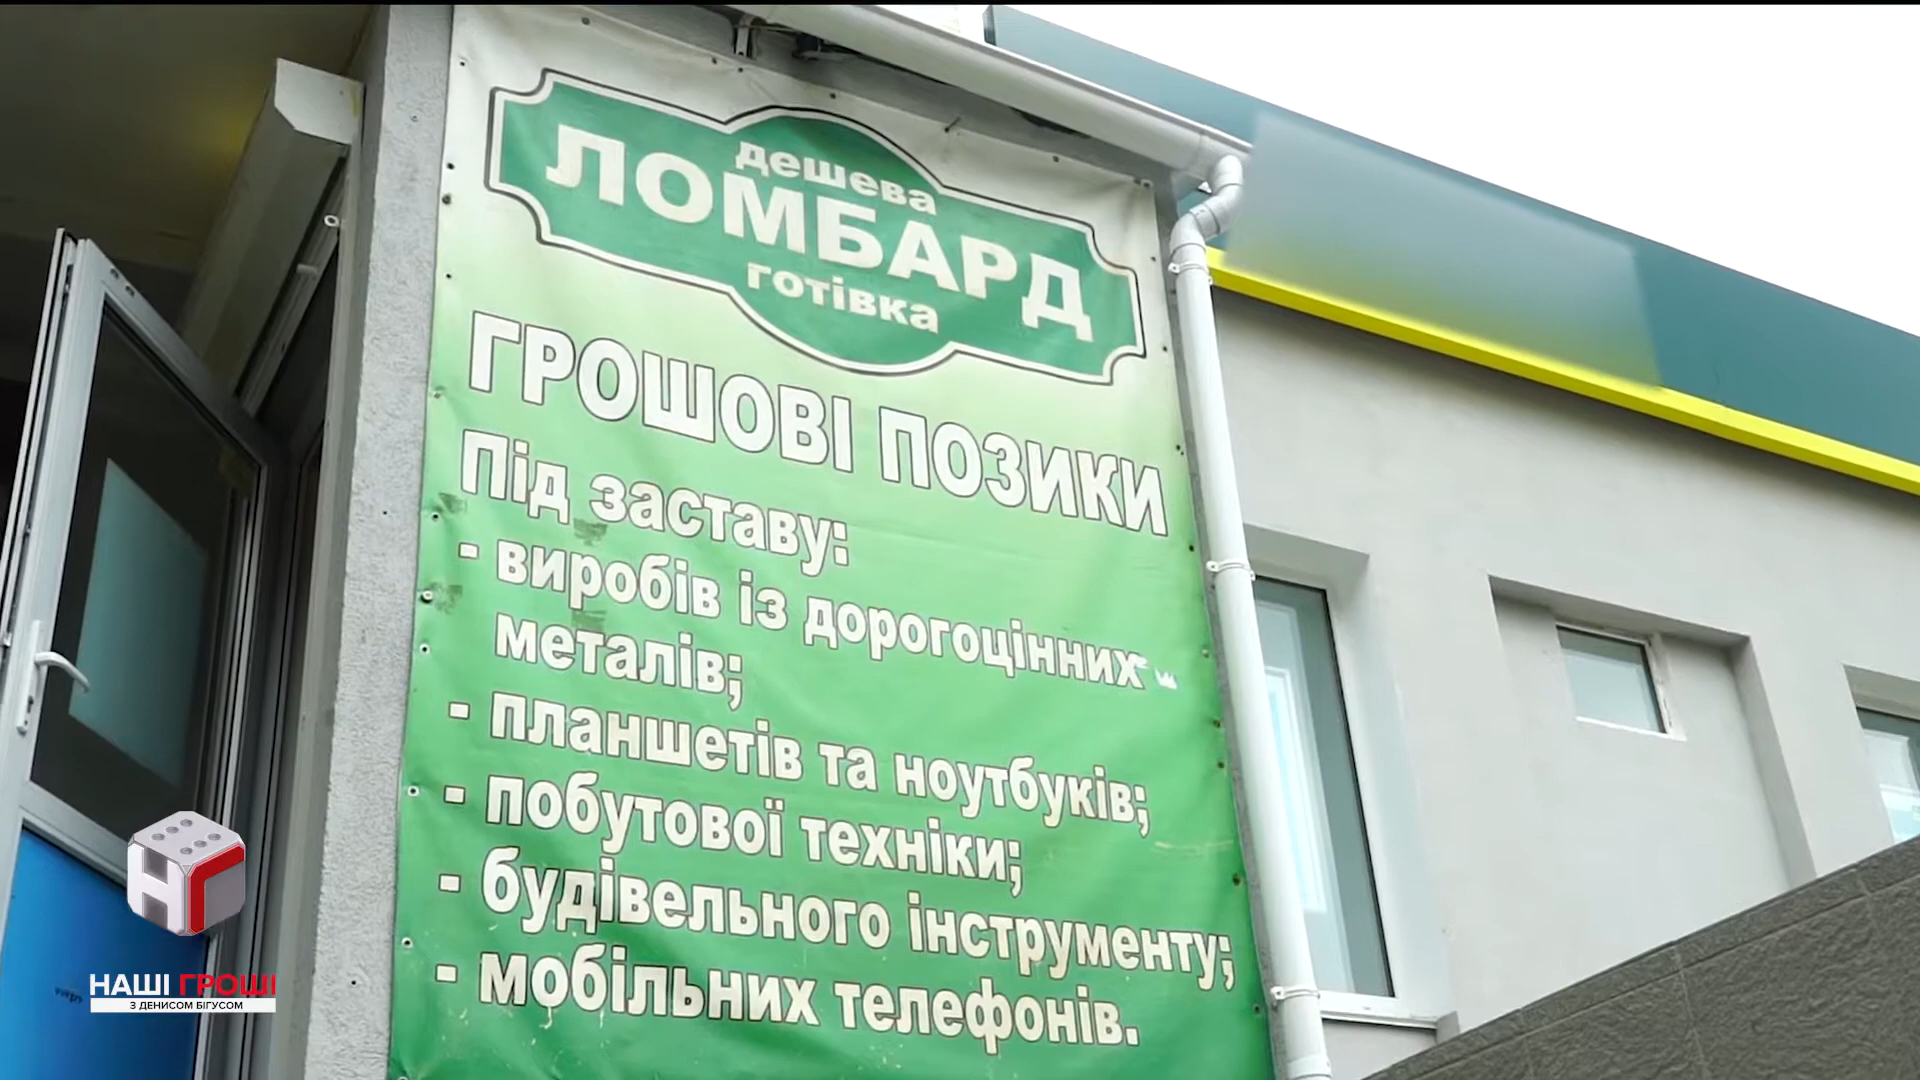 дешева
ЛОМБАРД
готівка
ГРОШОВІ ПОЗИКИ
Під заставу:
- виробів із дорогоцінних
металів;
- планшетів та ноутбуків;
- побутової техніки;
- будівельного інструменту;
- мобільних телефонів.
НГ
НАШІ ГРОШІ
З ДЕНИСОМ БІГУСОМ